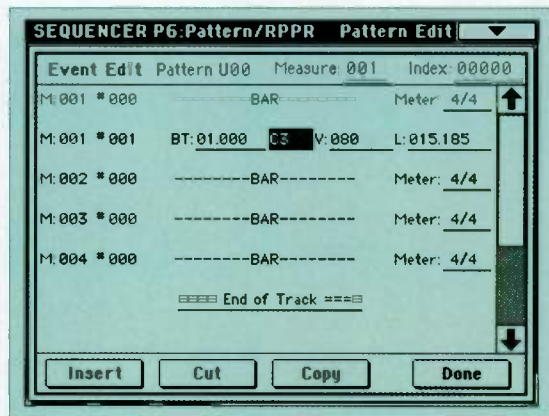 SEQUENCER P6:Pattern/RPPR Pattern Edit
Event Edit Pattern U00 Measure: 001 Index: 00000
M: 001 #000 BAR Meter: 4/4
M: 001 #001 BT: 01.000 C3 V: 080 L: 015.185
M: 002 #000 --------BAR-------- Meter: 4/4
M: 003 #000 --------BAR-------- Meter: 4/4
M: 004 #000 --------BAR-------- Meter: 4/4
End of Track
Insert Cut Copy Done